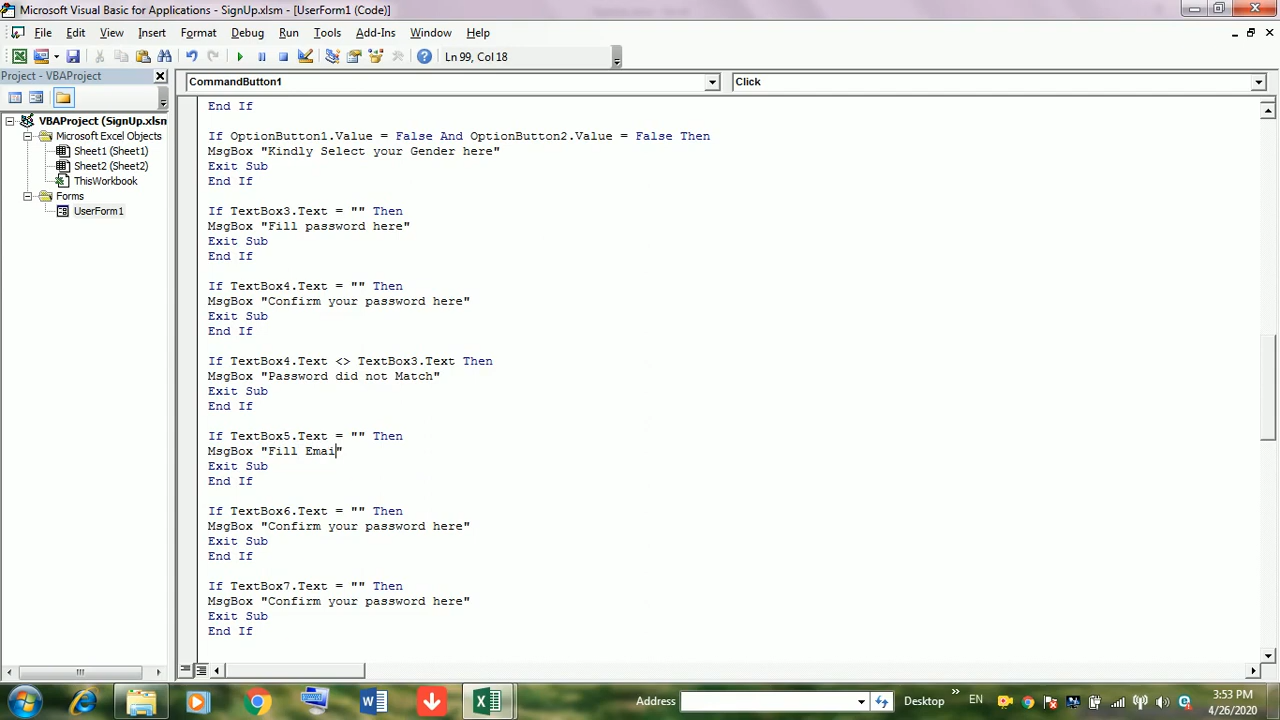 Microsoft Visual Basic for Applications - SignUp.xlsm - [UserForm1 (Code)]
File Edit View Insert Format Debug Run Tools Add-Ins Window Help
Ln 99, Col 18
Project - VBAProject
CommandButton1
Click
VBAProject (SignUp.xlsm
Microsoft Excel Objects
Sheet1 (Sheet1)
Sheet2 (Sheet2)
ThisWorkbook
Forms
UserForm1
End If
If OptionButton1.Value = False And OptionButton2.Value = False Then
MsgBox "Kindly Select your Gender here"
Exit Sub
End If
If TextBox3.Text = "" Then
MsgBox "Fill password here"
Exit Sub
End If
If TextBox4.Text = "" Then
MsgBox "Confirm your password here"
Exit Sub
End If
If TextBox4.Text <> TextBox3.Text Then
MsgBox "Password did not Match"
Exit Sub
End If
If TextBox5.Text = "" Then
MsgBox "Fill Emai"
Exit Sub
End If
If TextBox6.Text = "" Then
MsgBox "Confirm your password here"
Exit Sub
End If
If TextBox7.Text = "" Then
MsgBox "Confirm your password here"
Exit Sub
End If
Address
Desktop
EN
3:53 PM
4/26/2020